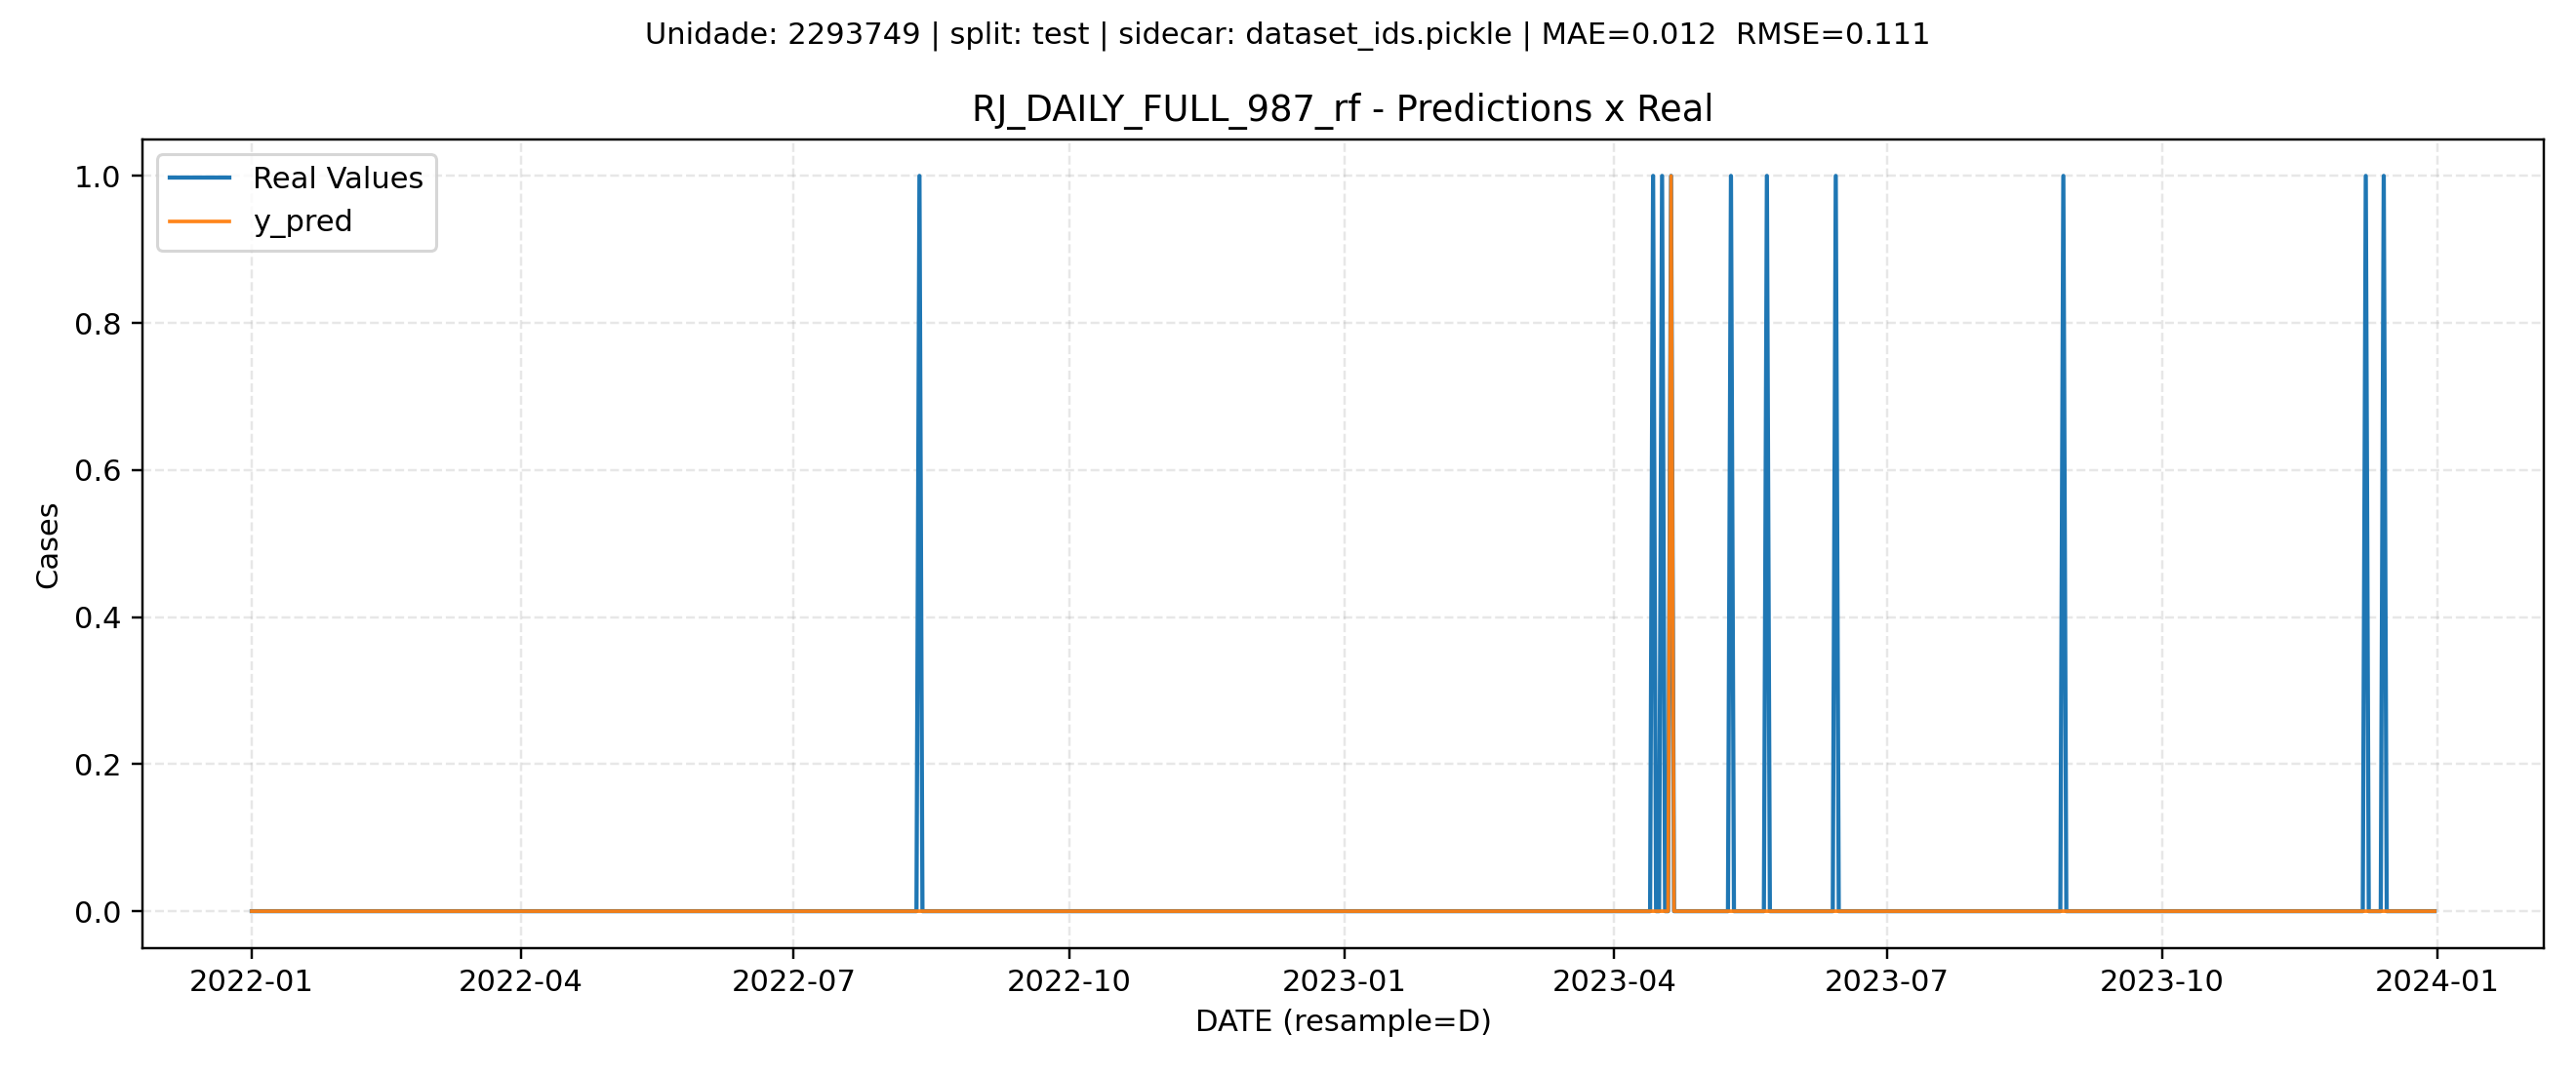 Unidade: 2293749 | split: test | sidecar: dataset_ids.pickle | MAE=0.012  RMSE=0.111
RJ_DAILY_FULL_987_rf - Predictions x Real
Real Values
y_pred
1.0
0.8
0.6
0.4
0.2
0.0
Cases
2022-01 2022-04 2022-07 2022-10 2023-01 2023-04 2023-07 2023-10 2024-01
DATE (resample=D)